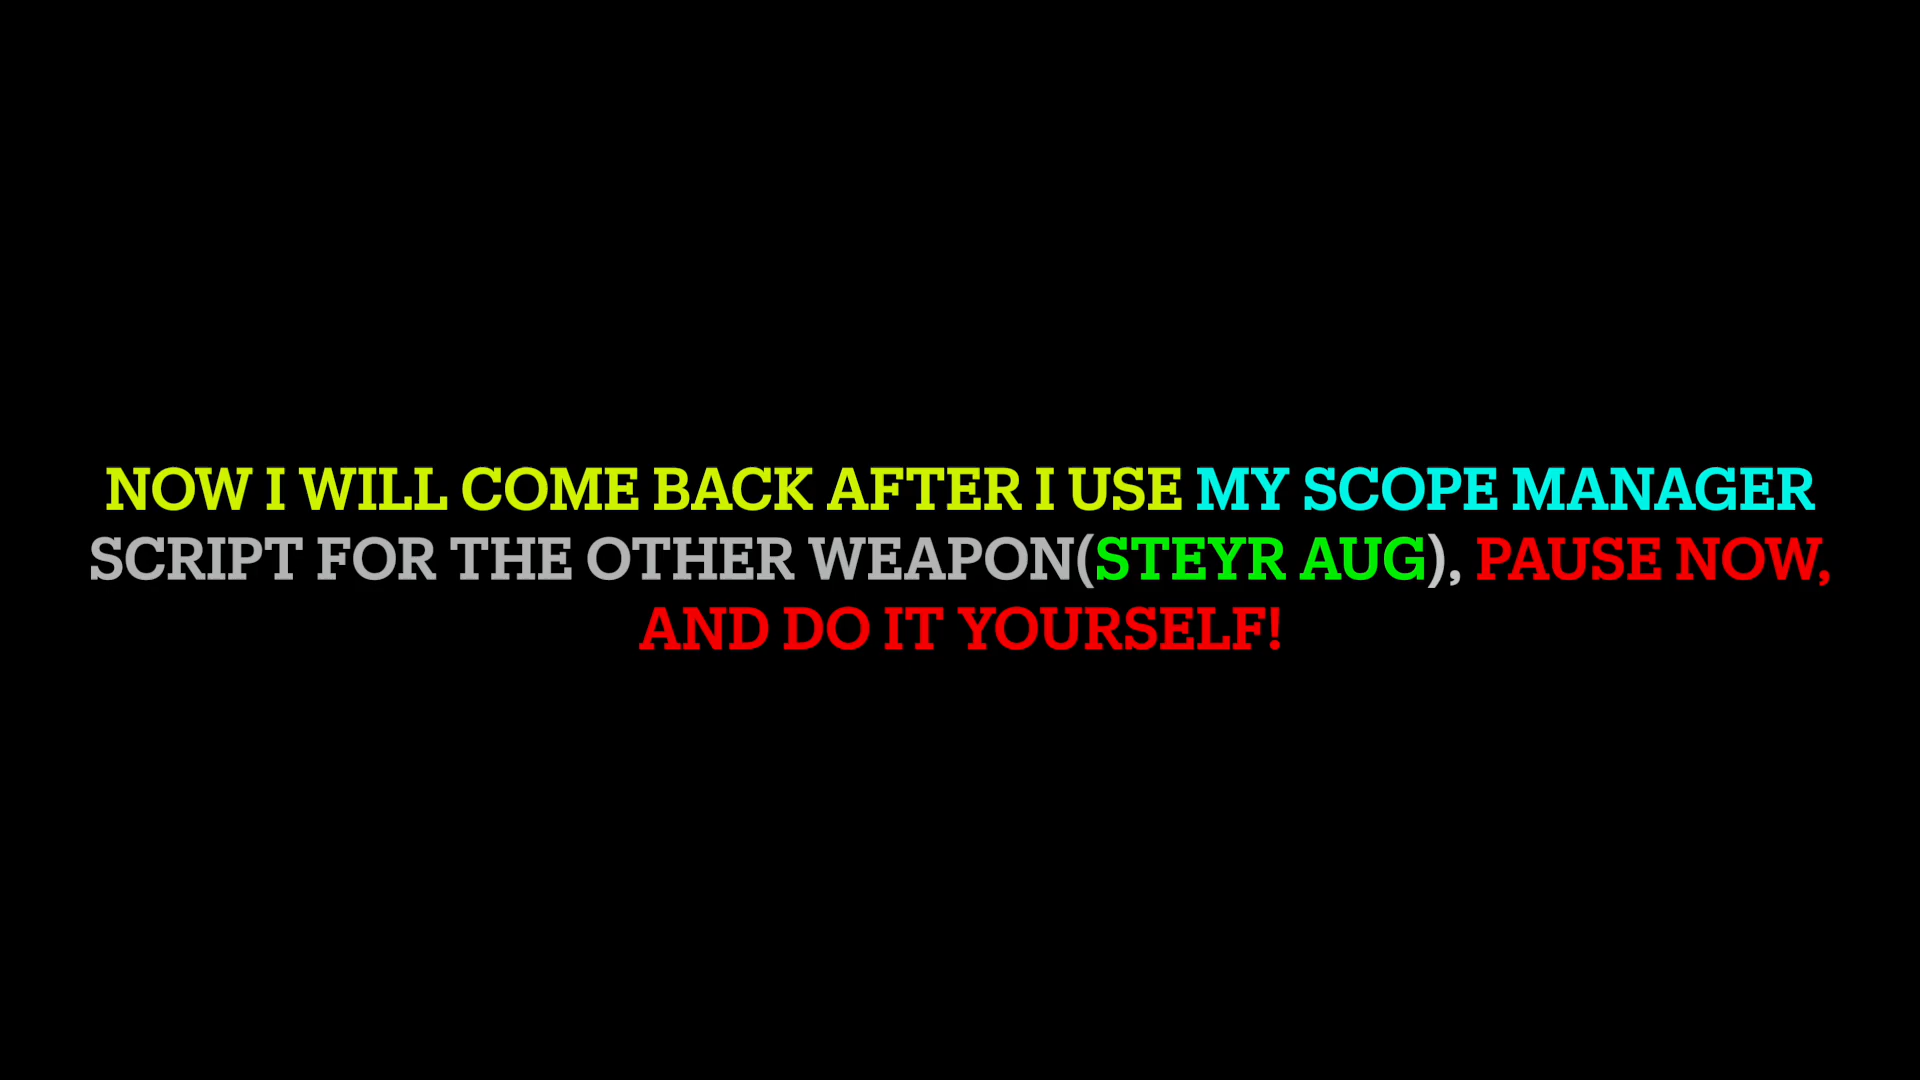 NOW I WILL COME BACK AFTER I USE MY SCOPE MANAGER
SCRIPT FOR THE OTHER WEAPON(STEYR AUG), PAUSE NOW,
AND DO IT YOURSELF!